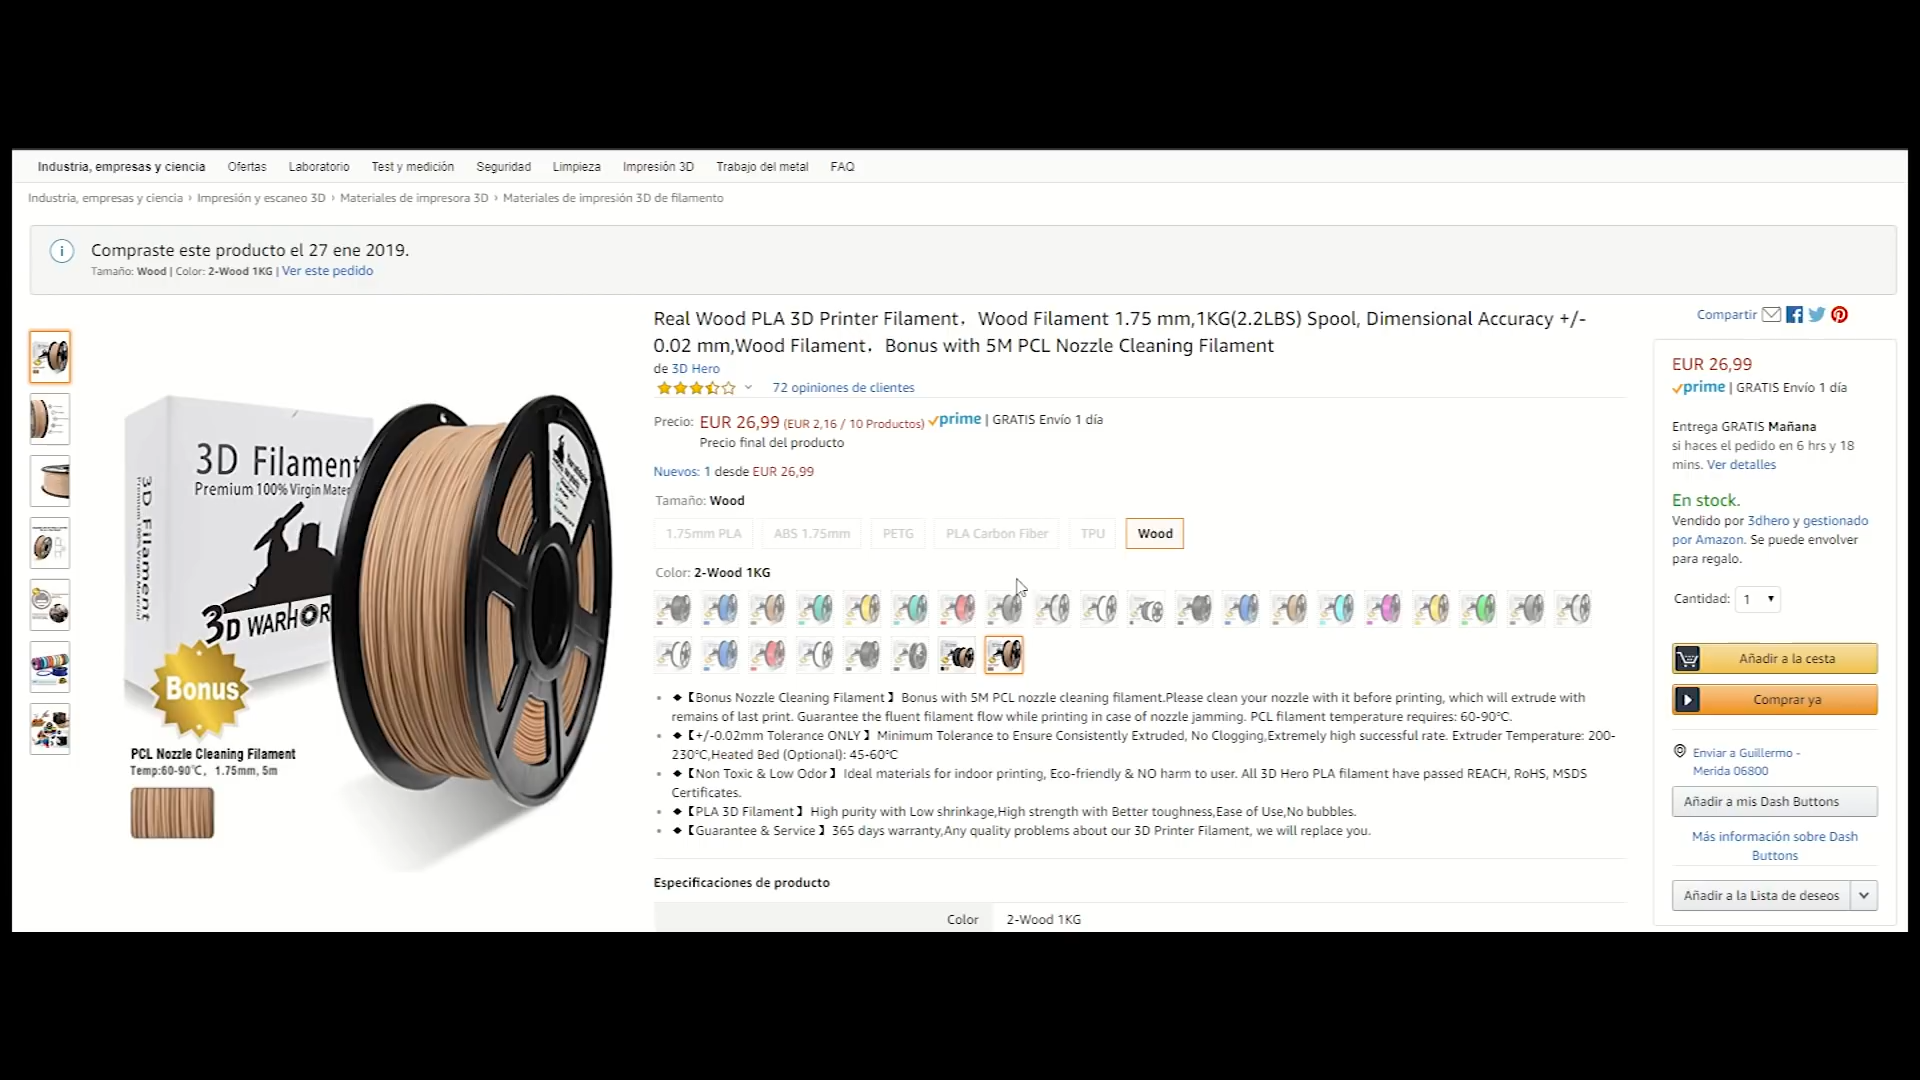 Industria, empresas y ciencia Ofertas Laboratorio Test y medición Seguridad Limpieza Impresión 3D Trabajo del metal FAQ
Industria, empresas y ciencia › Impresión y escaneo 3D › Materiales de impresora 3D › Materiales de impresión 3D de filamento
Compraste este producto el 27 ene 2019.
Tamaño: Wood | Color: 2-Wood 1KG | Ver este pedido
3D Filament
Premium 100% Virgin Mater
3D Filament
Premium 100% Virgin Material
3D WARHOR
Bonus
PCL Nozzle Cleaning Filament
Temp:60-90℃, 1.75mm, 5m
Real Wood PLA 3D Printer Filament，Wood Filament 1.75 mm,1KG(2.2LBS) Spool, Dimensional Accuracy +/-
0.02 mm,Wood Filament，Bonus with 5M PCL Nozzle Cleaning Filament
de 3D Hero
72 opiniones de clientes
Precio: EUR 26,99 (EUR 2,16 / 10 Productos) prime | GRATIS Envío 1 día
Precio final del producto
Nuevos: 1 desde EUR 26,99
Tamaño: Wood
1.75mm PLA ABS 1.75mm PETG PLA Carbon Fiber TPU Wood
Color: 2-Wood 1KG
• ◆【Bonus Nozzle Cleaning Filament】Bonus with 5M PCL nozzle cleaning filament.Please clean your nozzle with it before printing, which will extrude with
remains of last print. Guarantee the fluent filament flow while printing in case of nozzle jamming. PCL filament temperature requires: 60-90℃.
• ◆【+/-0.02mm Tolerance ONLY】Minimum Tolerance to Ensure Consistently Extruded, No Clogging,Extremely high successful rate. Extruder Temperature: 200-
230℃,Heated Bed (Optional): 45-60℃
• ◆【Non Toxic & Low Odor】Ideal materials for indoor printing, Eco-friendly & NO harm to user. All 3D Hero PLA filament have passed REACH, RoHS, MSDS
Certificates.
• ◆【PLA 3D Filament】High purity with Low shrinkage,High strength with Better toughness,Ease of Use,No bubbles.
• ◆【Guarantee & Service】365 days warranty,Any quality problems about our 3D Printer Filament, we will replace you.
Especificaciones de producto
Color 2-Wood 1KG
Compartir
EUR 26,99
prime | GRATIS Envío 1 día
Entrega GRATIS Mañana
si haces el pedido en 6 hrs y 18
mins. Ver detalles
En stock.
Vendido por 3dhero y gestionado
por Amazon. Se puede envolver
para regalo.
Cantidad: 1
Añadir a la cesta
Comprar ya
Enviar a Guillermo -
Merida 06800
Añadir a mis Dash Buttons
Más información sobre Dash
Buttons
Añadir a la Lista de deseos